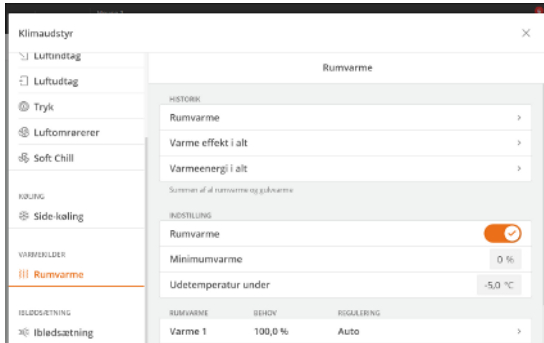 Klimaudstyr
Luftindtag
Luftudtag
Tryk
Luftomrørerer
Soft Chill
KØLING
Side-køling
VARMEKILDER
Rumvarme
IBLØDSÆTNING
Iblødsætning
Rumvarme
HISTORIK
Rumvarme
Varme effekt i alt
Varmeenergi i alt
Summen af al rumvarme og gulvvarme
INDSTILLING
Rumvarme
Minimumvarme 0 %
Udetemperatur under -5,0 °C
RUMVARME BEHOV REGULERING
Varme 1 100,0 % Auto